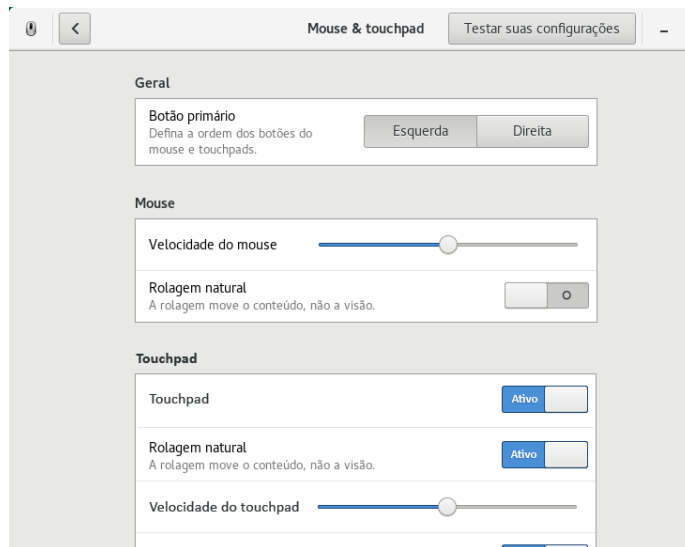 Mouse & touchpad
Testar suas configurações
Geral
Botão primário
Defina a ordem dos botões do
mouse e touchpads.
Esquerda
Direita
Mouse
Velocidade do mouse
Rolagem natural
A rolagem move o conteúdo, não a visão.
Touchpad
Touchpad
Ativo
Rolagem natural
A rolagem move o conteúdo, não a visão.
Ativo
Velocidade do touchpad